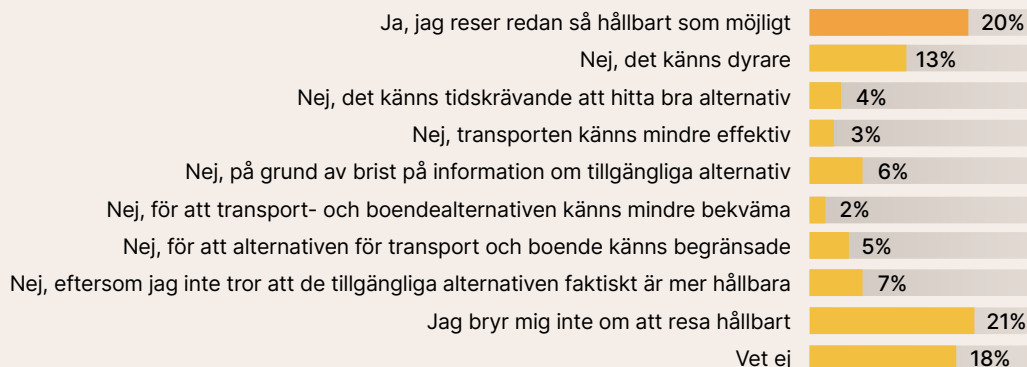 Ja, jag reser redan så hållbart som möjligt 20%
Nej, det känns dyrare 13%
Nej, det känns tidskrävande att hitta bra alternativ 4%
Nej, transporten känns mindre effektiv 3%
Nej, på grund av brist på information om tillgängliga alternativ 6%
Nej, för att transport- och boendealternativen känns mindre bekväma 2%
Nej, för att alternativen för transport och boende känns begränsade 5%
Nej, eftersom jag inte tror att de tillgängliga alternativen faktiskt är mer hållbara 7%
Jag bryr mig inte om att resa hållbart 21%
Vet ej 18%